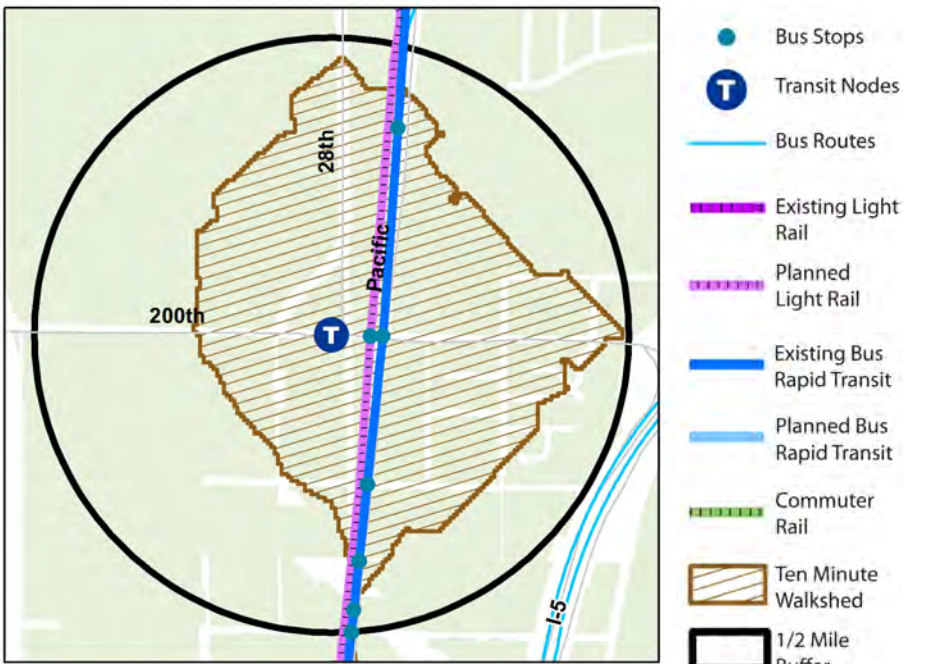 28th
Pacific
200th
T
I-5
Bus Stops
T
Transit Nodes
Bus Routes
Existing Light
Rail
Planned
Light Rail
Existing Bus
Rapid Transit
Planned Bus
Rapid Transit
Commuter
Rail
Ten Minute
Walkshed
1/2 Mile
Buffer